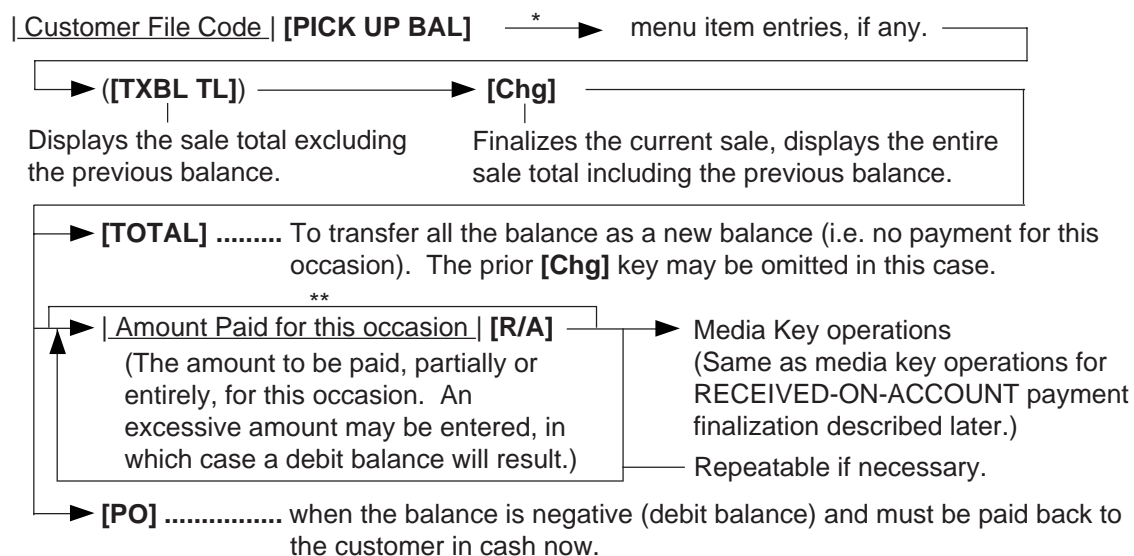 | Customer File Code | [PICK UP BAL] * menu item entries, if any.
([TXBL TL]) [Chg]
Displays the sale total excluding
the previous balance.
Finalizes the current sale, displays the entire
sale total including the previous balance.
[TOTAL] ......... To transfer all the balance as a new balance (i.e. no payment for this
occasion). The prior [Chg] key may be omitted in this case.
**
| Amount Paid for this occasion | [R/A]
(The amount to be paid, partially or
entirely, for this occasion. An
excessive amount may be entered, in
which case a debit balance will result.)
Media Key operations
(Same as media key operations for
RECEIVED-ON-ACCOUNT payment
finalization described later.)
Repeatable if necessary.
[PO] ................ when the balance is negative (debit balance) and must be paid back to
the customer in cash now.